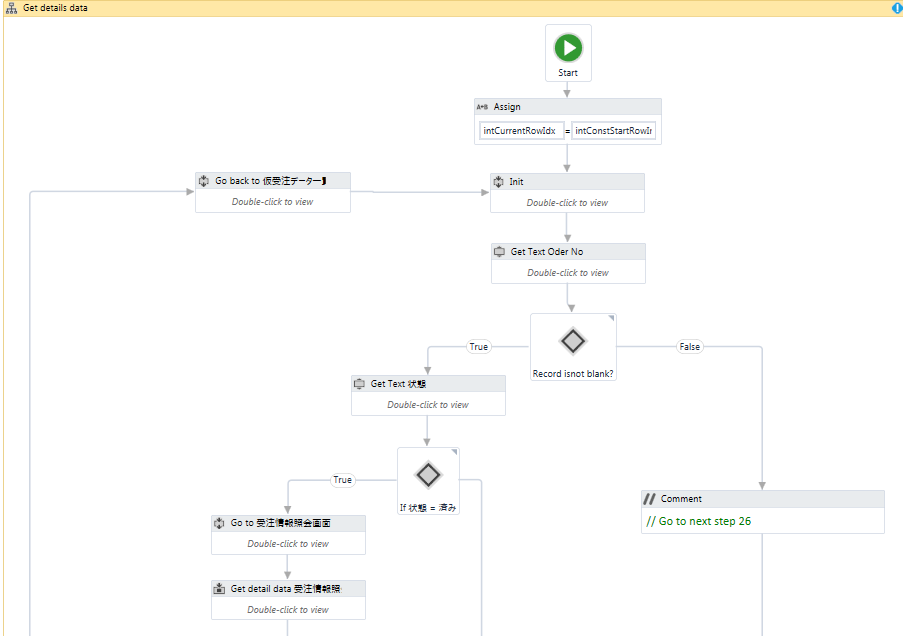 Get details data
Start
A+B Assign
intCurrentRowIdx = intConstStartRowIn
Go back to 仮受注データー
Double-click to view
Init
Double-click to view
Get Text Oder No
Double-click to view
Record isnot blank?
True
False
Get Text 状態
Double-click to view
If 状態 = 済み
True
Comment
// Go to next step 26
Go to 受注情報照会画面
Double-click to view
Get detail data 受注情報照
Double-click to view